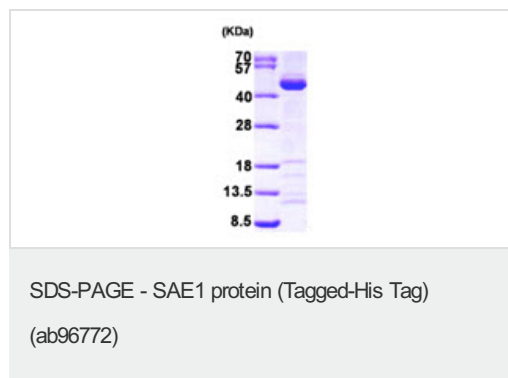 (KDa)
70
57
40
28
18
13.5
8.5
SDS-PAGE - SAE1 protein (Tagged-His Tag)
(ab96772)